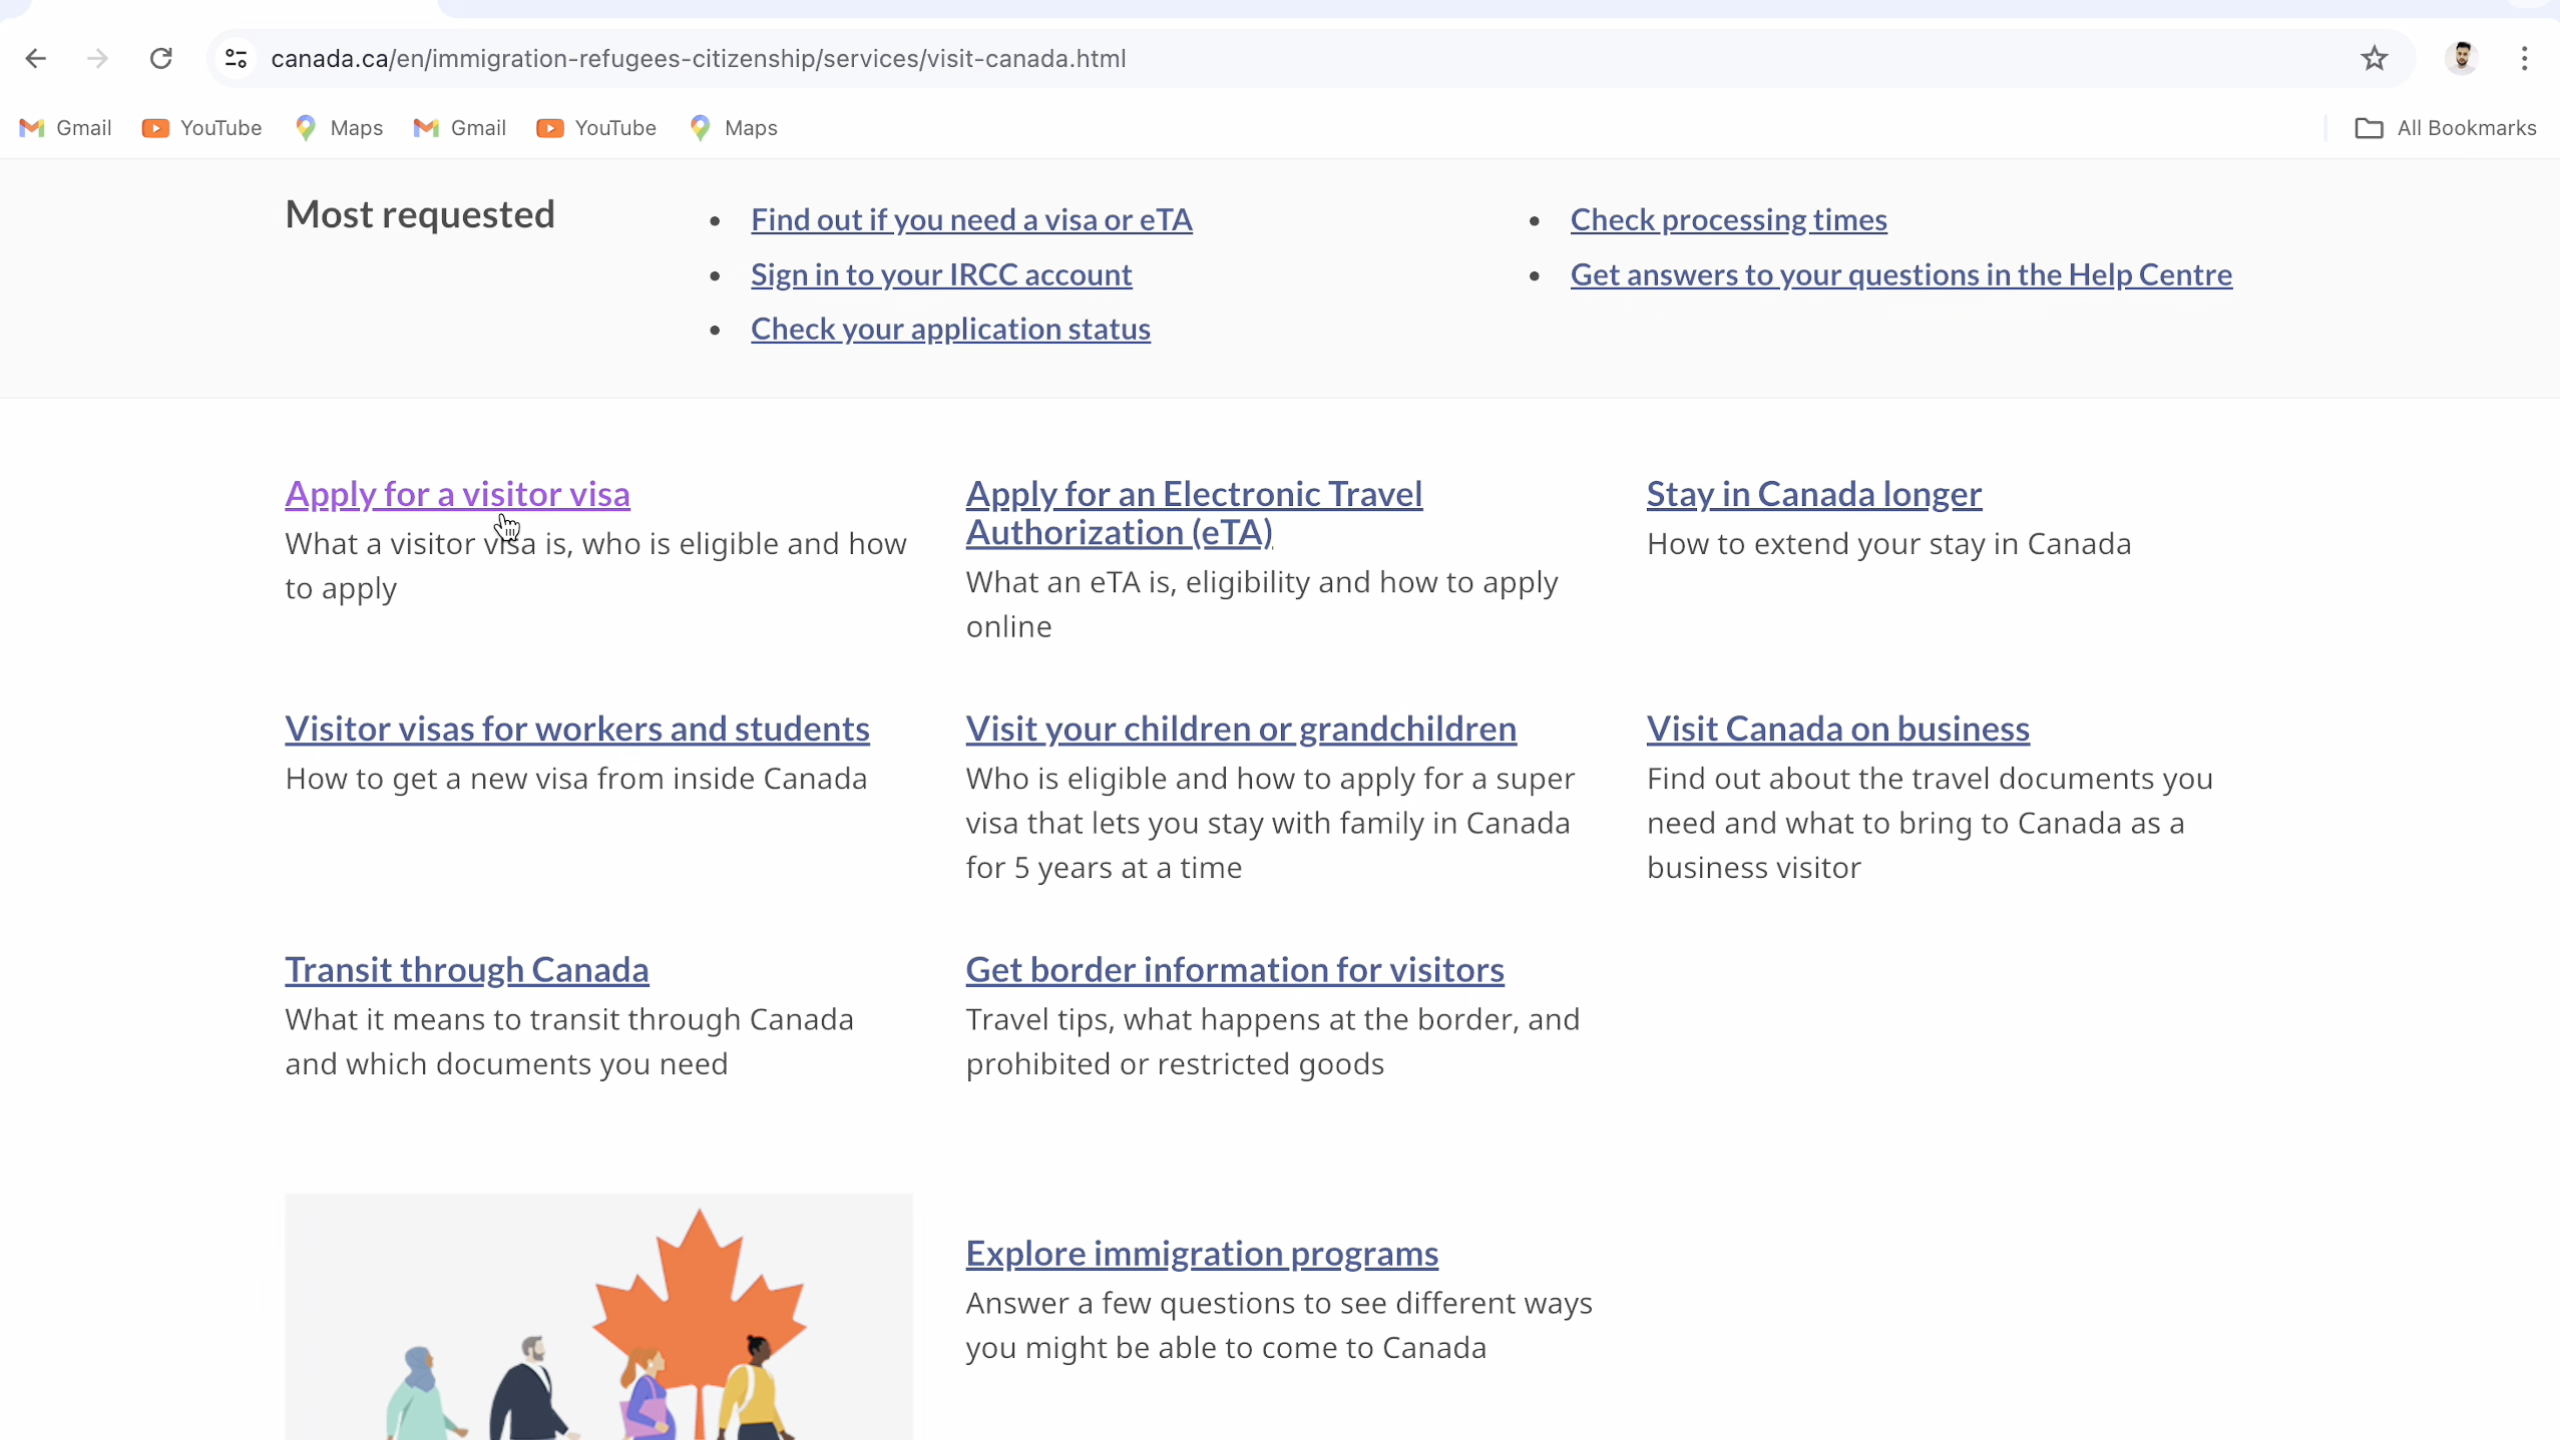 canada.ca/en/immigration-refugees-citizenship/services/visit-canada.html
Gmail YouTube Maps Gmail YouTube Maps All Bookmarks
Most requested
Find out if you need a visa or eTA
Sign in to your IRCC account
Check your application status
Check processing times
Get answers to your questions in the Help Centre
Apply for a visitor visa
What a visitor visa is, who is eligible and how
to apply
Apply for an Electronic Travel
Authorization (eTA)
What an eTA is, eligibility and how to apply
online
Stay in Canada longer
How to extend your stay in Canada
Visitor visas for workers and students
How to get a new visa from inside Canada
Visit your children or grandchildren
Who is eligible and how to apply for a super
visa that lets you stay with family in Canada
for 5 years at a time
Visit Canada on business
Find out about the travel documents you
need and what to bring to Canada as a
business visitor
Transit through Canada
What it means to transit through Canada
and which documents you need
Get border information for visitors
Travel tips, what happens at the border, and
prohibited or restricted goods
Explore immigration programs
Answer a few questions to see different ways
you might be able to come to Canada